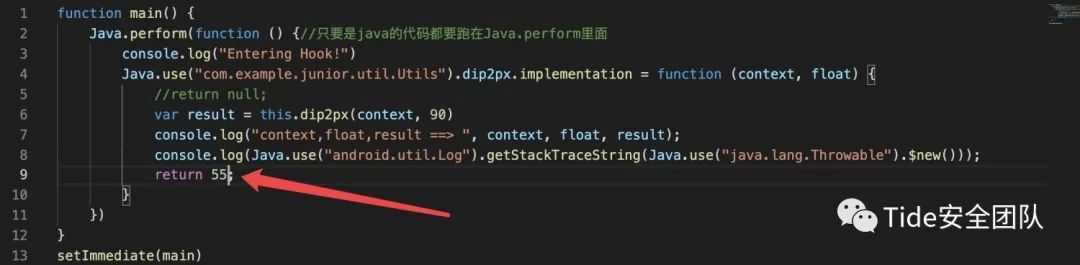 1 function main() {
2 Java.perform(function () {//只要是java的代码都要跑在Java.perform里面
3 console.log("Entering Hook!")
4 Java.use("com.example.junior.util.Utils").dip2px.implementation = function (context, float) {
5 //return null;
6 var result = this.dip2px(context, 90)
7 console.log("context,float,result ==> ", context, float, result);
8 console.log(Java.use("android.util.Log").getStackTraceString(Java.use("java.lang.Throwable").$new()));
9 return 55;
10 }
11 })
12 }
13 setImmediate(main)
Tide安全团队